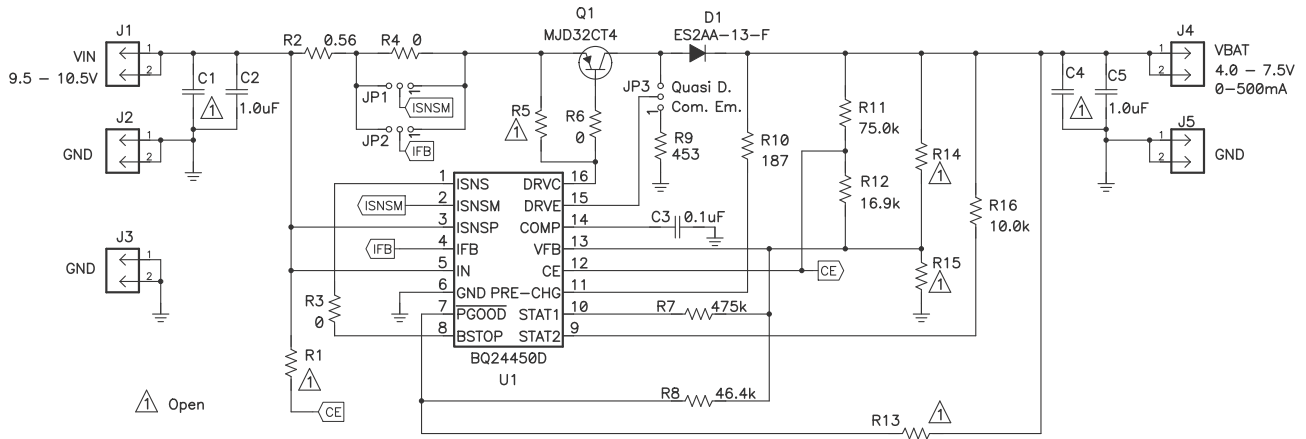 Q1
MJD32CT4
D1
ES2AA-13-F
J1
VIN
9.5 – 10.5V
1
2
R2 0.56
R4 0
J4
1
2
VBAT
4.0 – 7.5V
0–500mA
C1
1
C2
1.0uF
JP1
1
ISNSM
JP2
1
IFB
R5
1
R6
0
JP3
1
Quasi D.
Com. Em.
R9
453
R10
187
R11
75.0k
R12
16.9k
R14
1
C4
1
C5
1.0uF
J2
GND
1
2
J5
1
2
GND
R16
10.0k
1 ISNS DRVC 16
ISNSM 2 ISNSM DRVE 15
3 ISNSP COMP 14
C3 0.1uF
IFB 4 IFB VFB 13
5 IN CE 12
CE
6 GND PRE-CHG 11
7 PGOOD STAT1 10
R7 475k
8 BSTOP STAT2 9
BQ24450D
U1
R15
1
J3
GND
1
2
R3
0
R1
1
CE
R8 46.4k
R13
1
1 Open